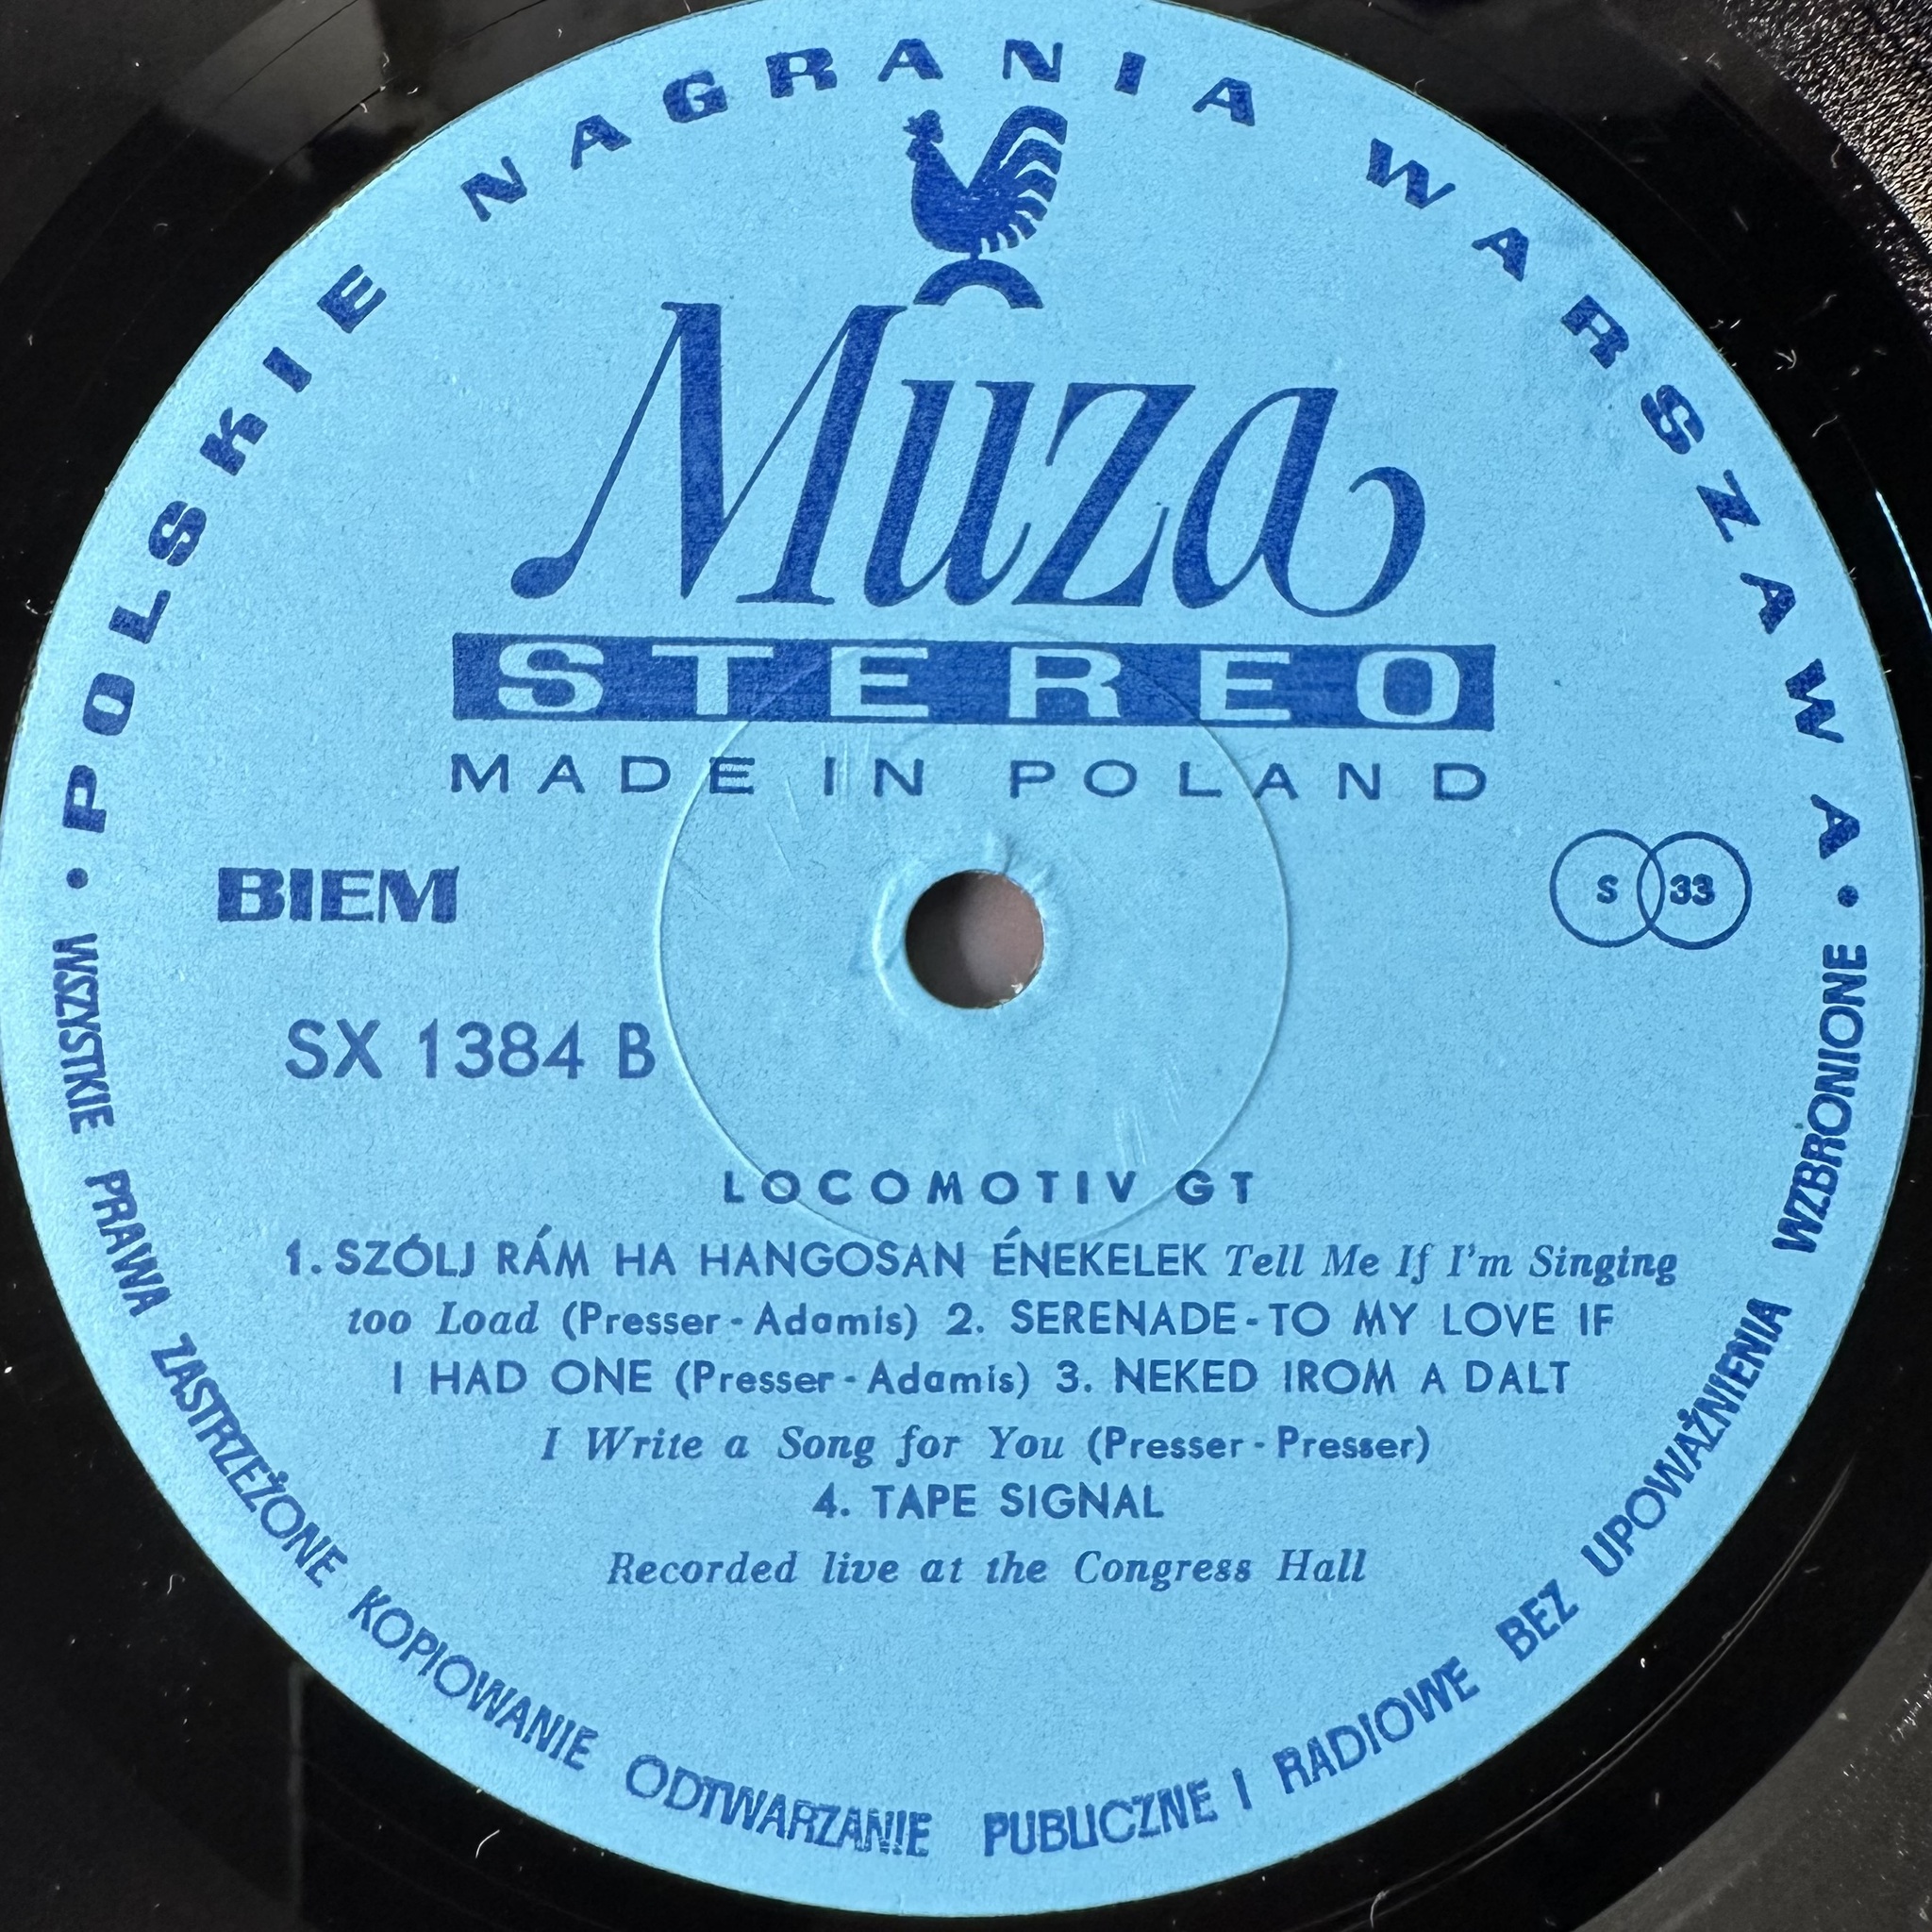 • POLSKIE NAGRANIA WARSZAWA •
Muza
STEREO
MADE IN POLAND
BIEM
S 33
SX 1384 B
LOCOMOTIV GT
1. SZÓLJ RÁM HA HANGOSAN ÉNEKELEK Tell Me If I'm Singing
too Load (Presser - Adamis) 2. SERENADE - TO MY LOVE IF
I HAD ONE (Presser - Adamis) 3. NEKED IROM A DALT
I Write a Song for You (Presser - Presser)
4. TAPE SIGNAL
Recorded live at the Congress Hall
WSZYSTKIE PRAWA ZASTRZEŻONE KOPIOWANIE ODTWARZANIE PUBLICZNE I RADIOWE BEZ UPOWAŻNIENIA WZBRONIONE